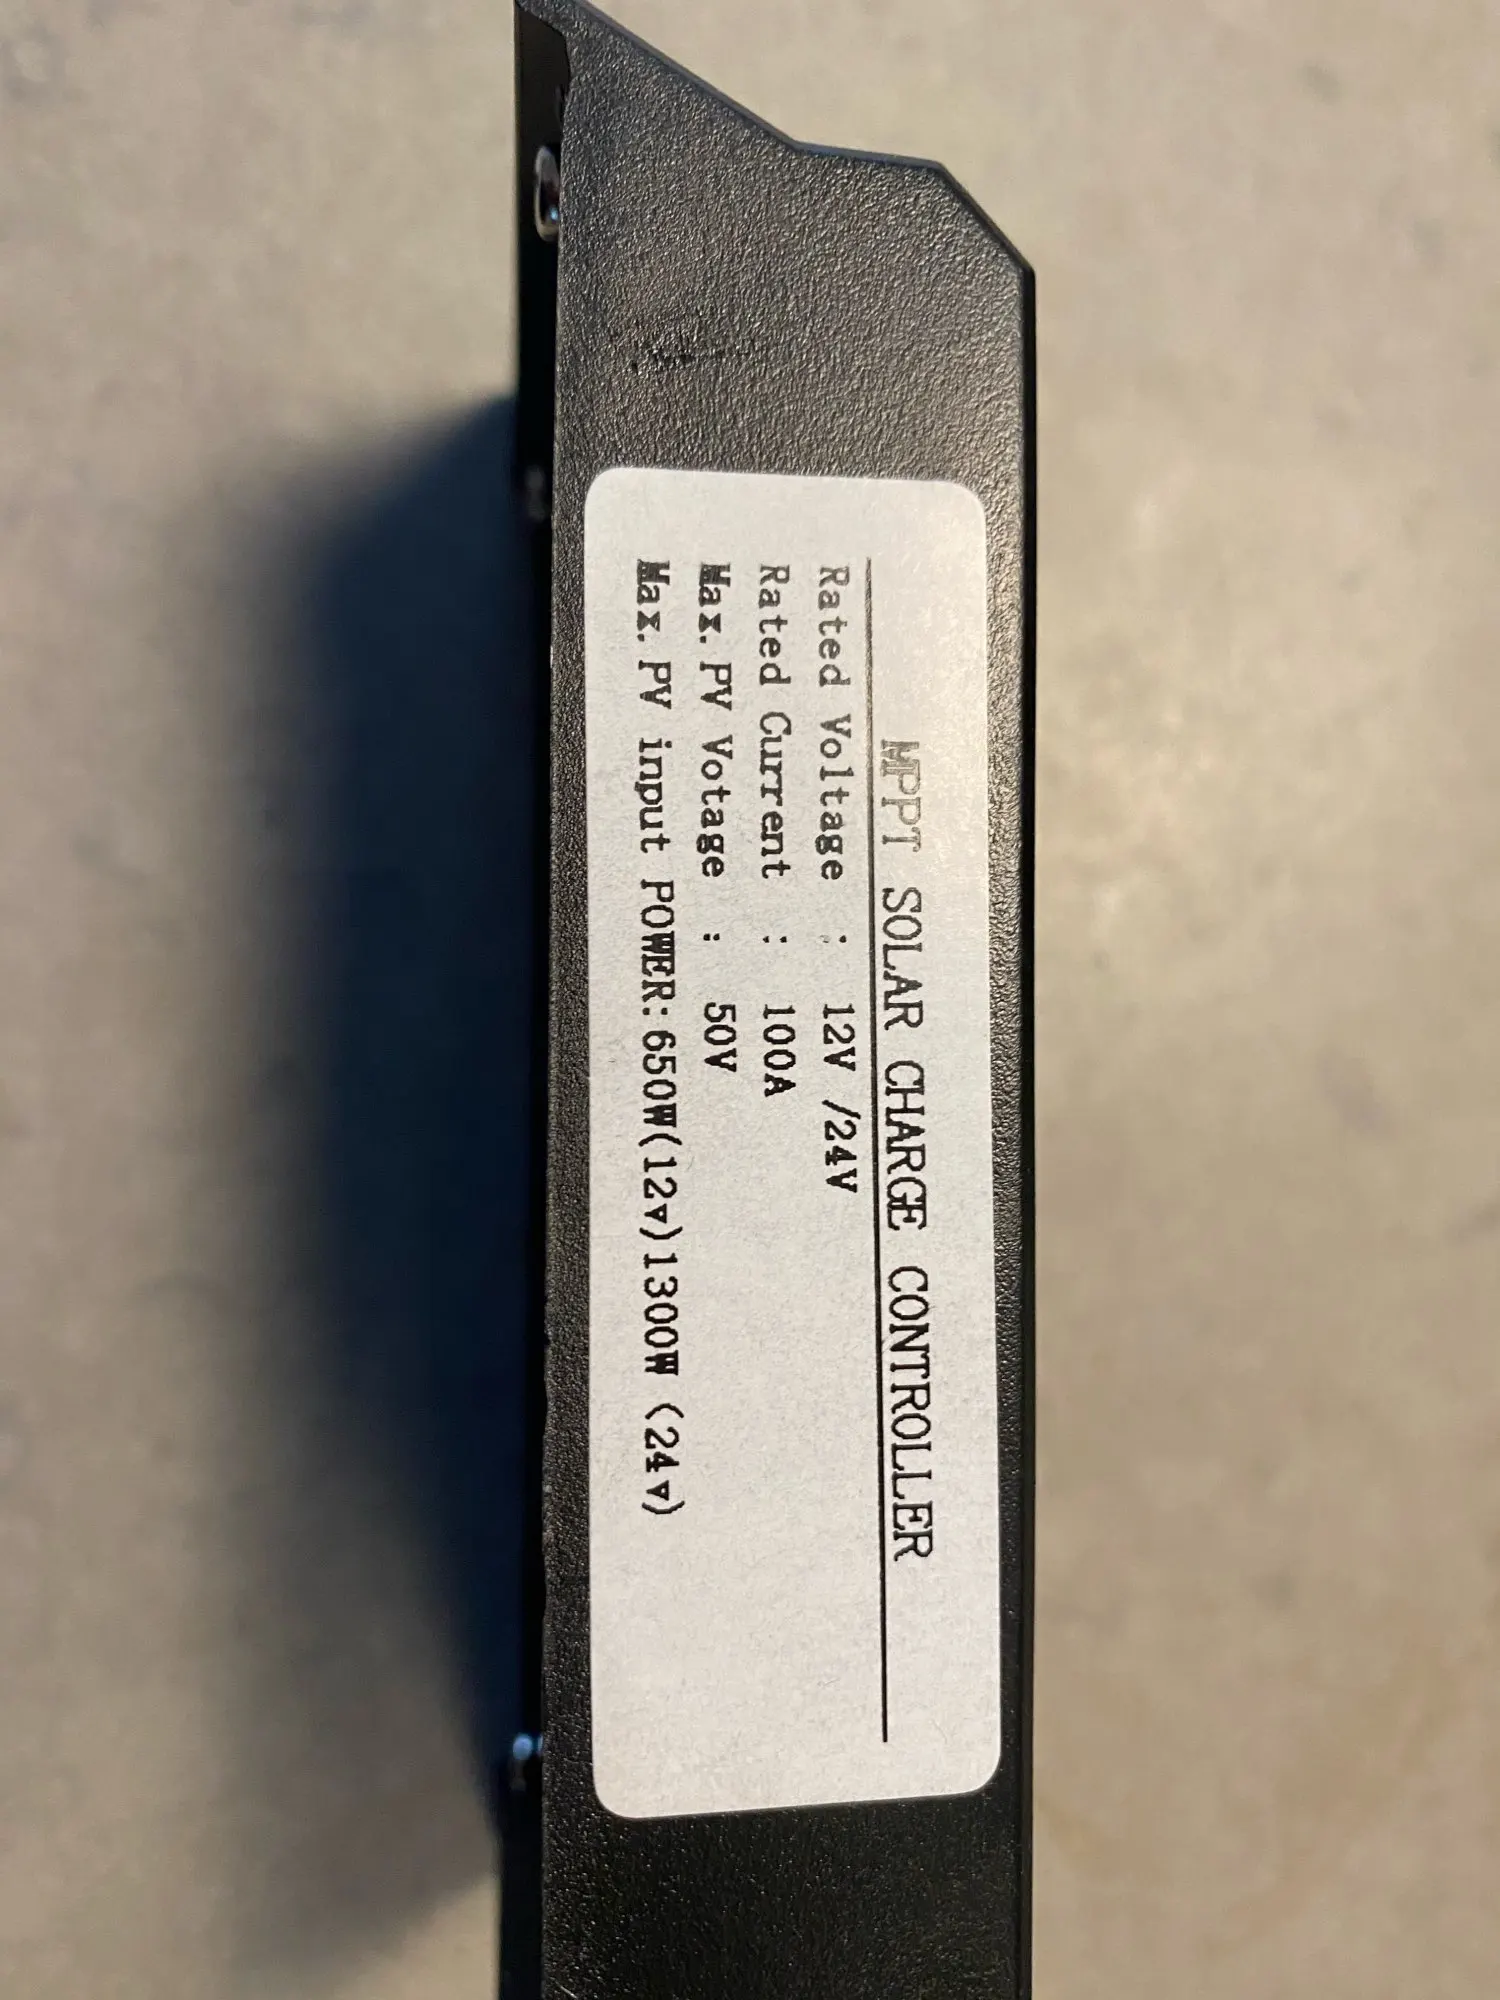 MPPT SOLAR CHARGE CONTROLLER
Rated Voltage : 12V /24V
Rated Current : 100A
Max. PV Votage : 50V
Max. PV input POWER:650W(12v)1300W (24v)